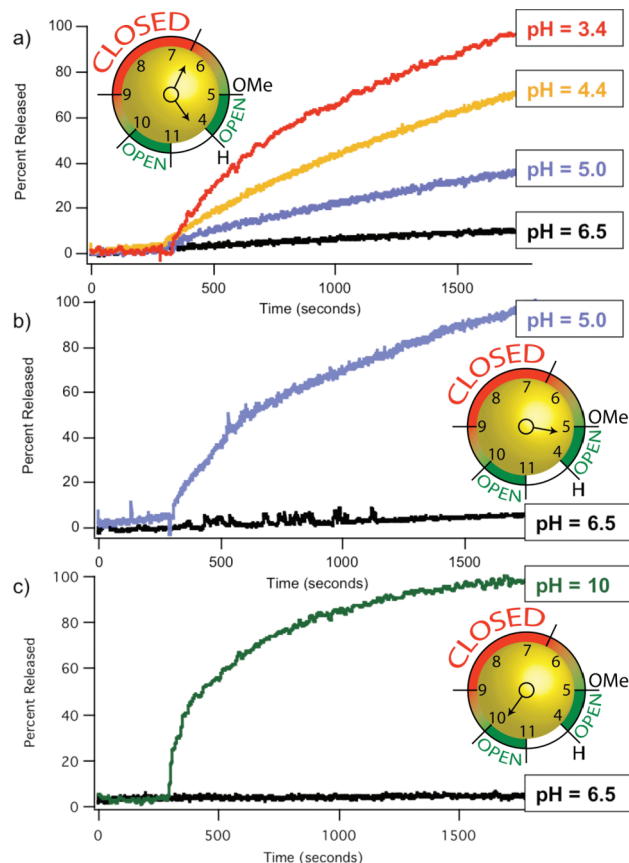 a)
100
80
60
40
20
0
Percent Released
0
500
1000
1500
Time (seconds)
CLOSED
7
8
6
9
5
OMe
10
4
11
H
OPEN
OPEN
pH = 3.4
pH = 4.4
pH = 5.0
pH = 6.5
b)
100
80
60
40
20
0
Percent Released
0
500
1000
1500
Time (seconds)
pH = 5.0
CLOSED
7
8
6
9
5
OMe
10
4
11
H
OPEN
OPEN
pH = 6.5
c)
100
80
60
40
20
0
Percent Released
0
500
1000
1500
Time (seconds)
pH = 10
CLOSED
7
8
6
9
5
OMe
10
4
11
H
OPEN
OPEN
pH = 6.5